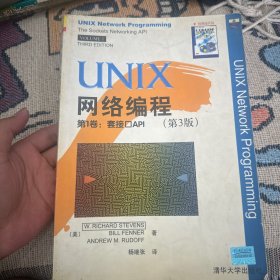 UNIX Network Programming
The Sockets Networking API
VOLUME 1
THIRD EDITION
UNIX
网络编程
第1卷：套接口API
（第3版）
[美]
W. RICHARD STEVENS
BILL FENNER
ANDREW M. RUDOFF
著
杨继张 译
清华大学出
UNIX Network Programming